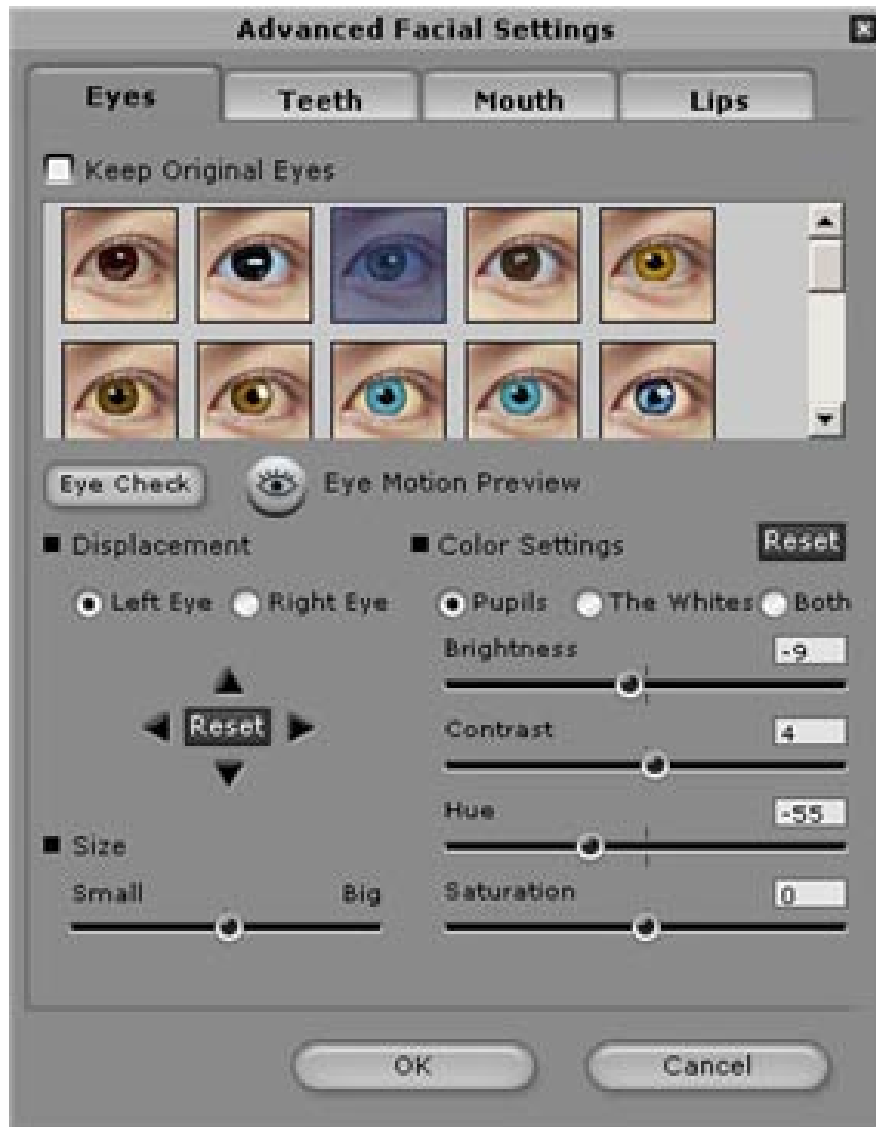 Advanced Facial Settings
Eyes Teeth Mouth Lips
Keep Original Eyes
Eye Check Eye Motion Preview
Displacement
Color Settings Reset
Left Eye Right Eye
Pupils The Whites Both
Brightness -9
Reset
Contrast 4
Hue -55
Size
Small Big
Saturation 0
OK Cancel